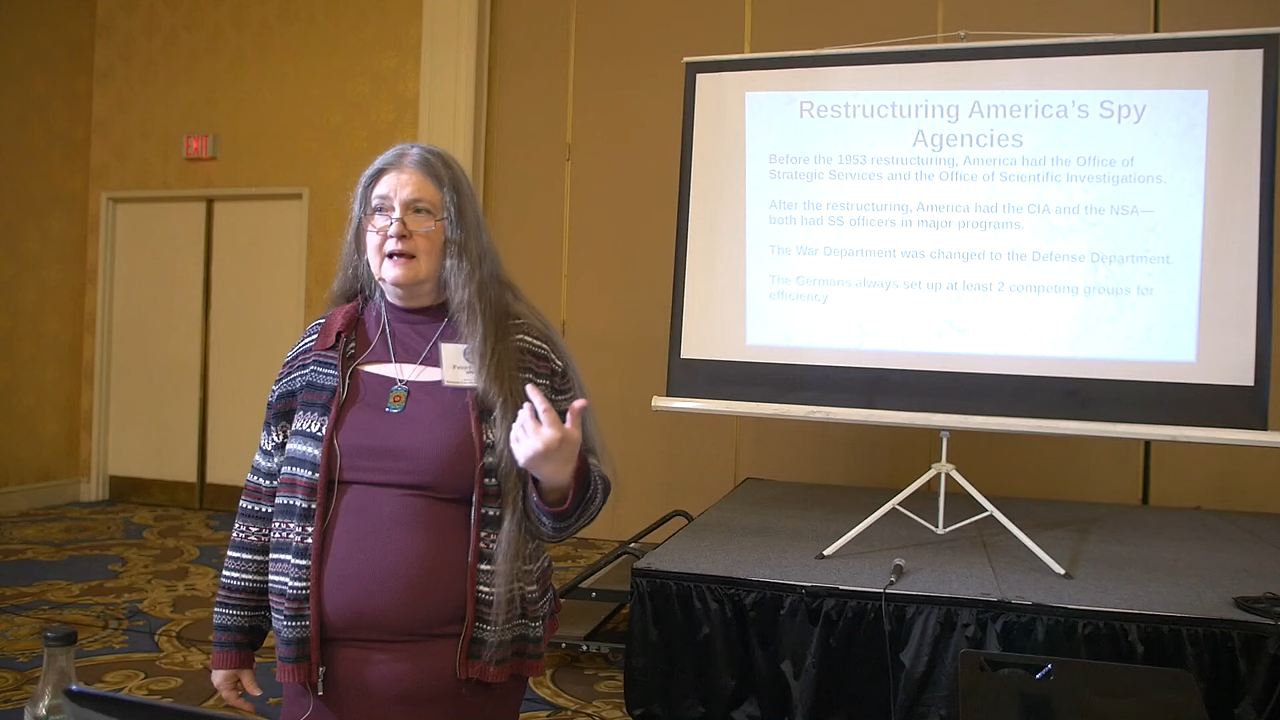 EXIT
Restructuring America's Spy
Agencies
Before the 1953 restructuring, America had the Office of
Strategic Services and the Office of Scientific Investigations.
After the restructuring, America had the CIA and the NSA—
both had SS officers in major programs.
The War Department was changed to the Defense Department.
The Germans always set up at least 2 competing groups for
efficiency